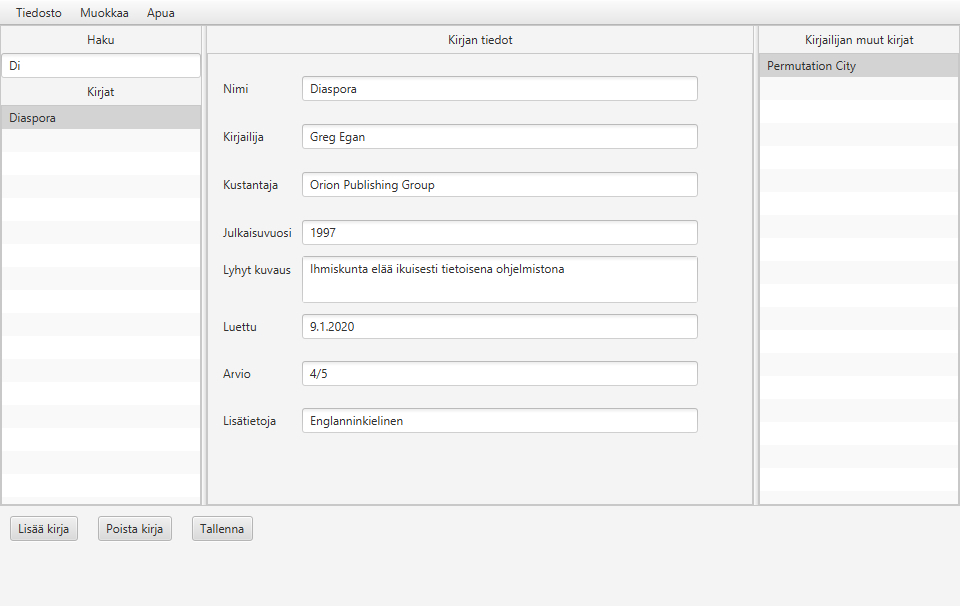 Tiedosto Muokkaa Apua
Haku
Di
Kirjat
Diaspora
Kirjan tiedot
Nimi Diaspora
Kirjailija Greg Egan
Kustantaja Orion Publishing Group
Julkaisuvuosi 1997
Lyhyt kuvaus Ihmiskunta elää ikuisesti tietoisena ohjelmistona
Luettu 9.1.2020
Arvio 4/5
Lisätietoja Englanninkielinen
Kirjailijan muut kirjat
Permutation City
Lisää kirja Poista kirja Tallenna